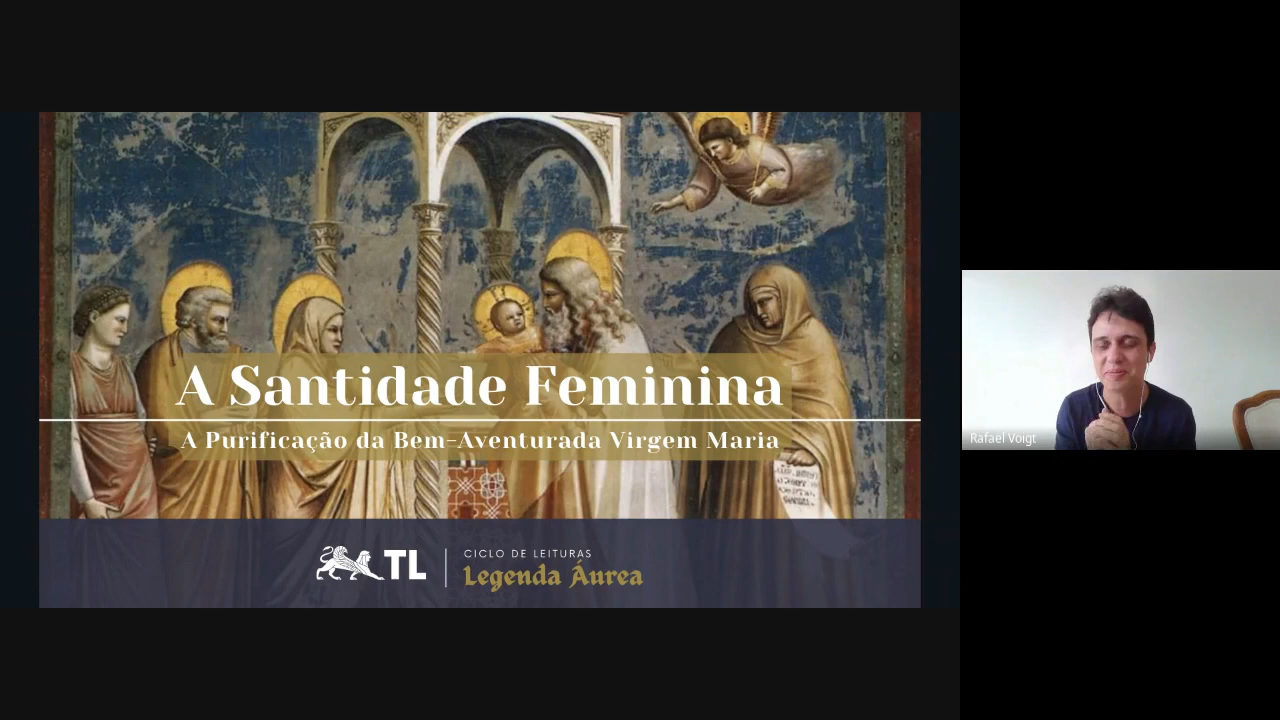 A Santidade Feminina
A Purificação da Bem-Aventurada Virgem Maria
TL
CICLO DE LEITURAS
Legenda Áurea
Rafael Voigt